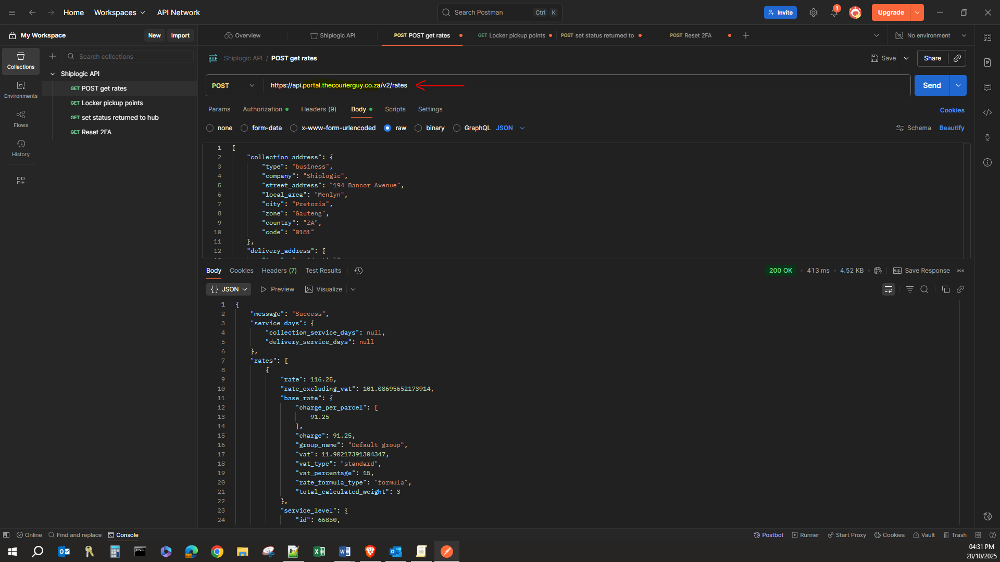 Home
Workspaces
API Network
Search Postman
Ctrl
K
Invite
1
Upgrade
My Workspace
New
Import
Overview
Shiplogic API
POST POST get rates
GET Locker pickup points
POST set status returned to
POST Reset 2FA
No environment
Collections
Environments
Flows
History
Search collections
Shiplogic API
GET POST get rates
GET Locker pickup points
GET set status returned to hub
GET Reset 2FA
HTTP
Shiplogic API / POST get rates
Save
Share
POST
https://api.portal.thecourierguy.co.za/v2/rates
Send
Params
Authorization
Headers (9)
Body
Scripts
Settings
Cookies
none
form-data
x-www-form-urlencoded
raw
binary
GraphQL
JSON
Schema
Beautify
1 {
2 "collection_address": {
3 "type": "business",
4 "company": "Shiplogic",
5 "street_address": "194 Bancor Avenue",
6 "local_area": "Menlyn",
7 "city": "Pretoria",
8 "zone": "Gauteng",
9 "country": "ZA",
10 "code": "0181"
11 },
12 "delivery_address": {
Body
Cookies
Headers (7)
Test Results
200 OK
413 ms
4.52 KB
e.g.
Save Response
{} JSON
Preview
Visualize
1 {
2 "message": "Success",
3 "service_days": {
4 "collection_service_days": null,
5 "delivery_service_days": null
6 },
7 "rates": [
8 {
9 "rate": 116.25,
10 "rate_excluding_vat": 101.08695652173914,
11 "base_rate": {
12 "charge_per_parcel": [
13 91.25
14 ],
15 "charge": 91.25,
16 "group_name": "Default group",
17 "vat": 11.90217391304347,
18 "vat_type": "standard",
19 "vat_percentage": 15,
20 "rate_formula_type": "formula",
21 "total_calculated_weight": 3
22 },
23 "service_level": {
24 "id": 66850,
Online
Find and replace
Console
Postbot
Runner
Start Proxy
Cookies
Vault
Trash
04:31 PM
28/10/2025